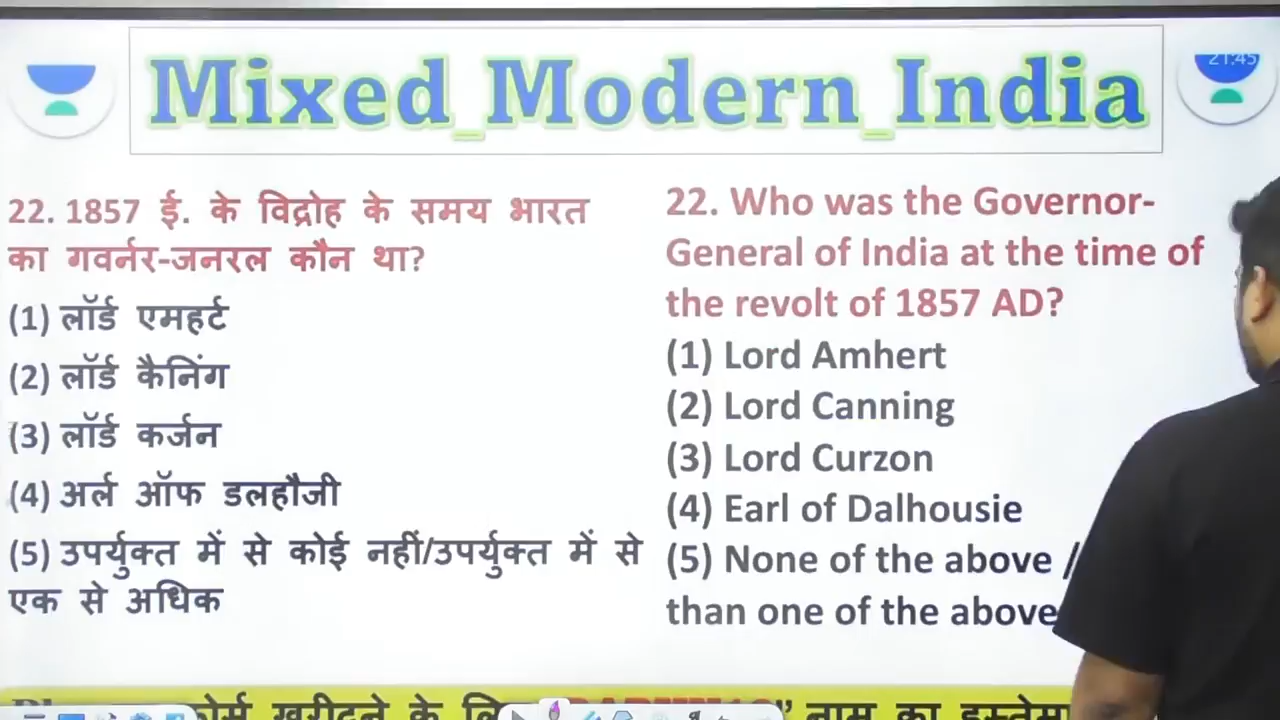 Mixed_Modern_India
21:45
22. 1857 ई. के विद्रोह के समय भारत
का गवर्नर-जनरल कौन था?
(1) लॉर्ड एमहर्ट
(2) लॉर्ड कैनिंग
(3) लॉर्ड कर्जन
(4) अर्ल ऑफ डलहौजी
(5) उपर्युक्त में से कोई नहीं/उपर्युक्त में से
एक से अधिक
22. Who was the Governor-
General of India at the time of
the revolt of 1857 AD?
(1) Lord Amhert
(2) Lord Canning
(3) Lord Curzon
(4) Earl of Dalhousie
(5) None of the above /
than one of the above
खरीदने के नाम का